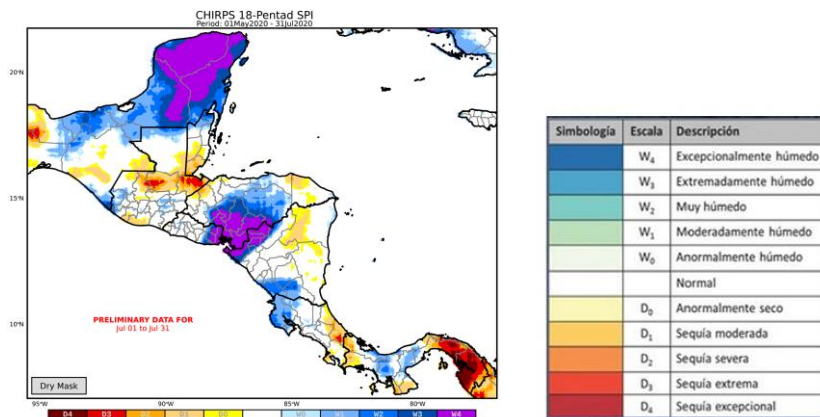 CHIRPS 18-Pentad SPI
Period: 01May2020 - 31Jul2020
20°N
15°N
10°N
PRELIMINARY DATA FOR
Jul 01 to Jul 31
Dry Mask
95°W
90°W
85°W
80°W
D4 D3 D2 D1 D0 W0 W1 W2 W3 W4
Simbología Escala Descripción
W4 Excepcionalmente húmedo
W3 Extremadamente húmedo
W2 Muy húmedo
W1 Moderadamente húmedo
W0 Anormalmente húmedo
Normal
D0 Anormalmente seco
D1 Sequía moderada
D2 Sequía severa
D3 Sequía extrema
D4 Sequía excepcional